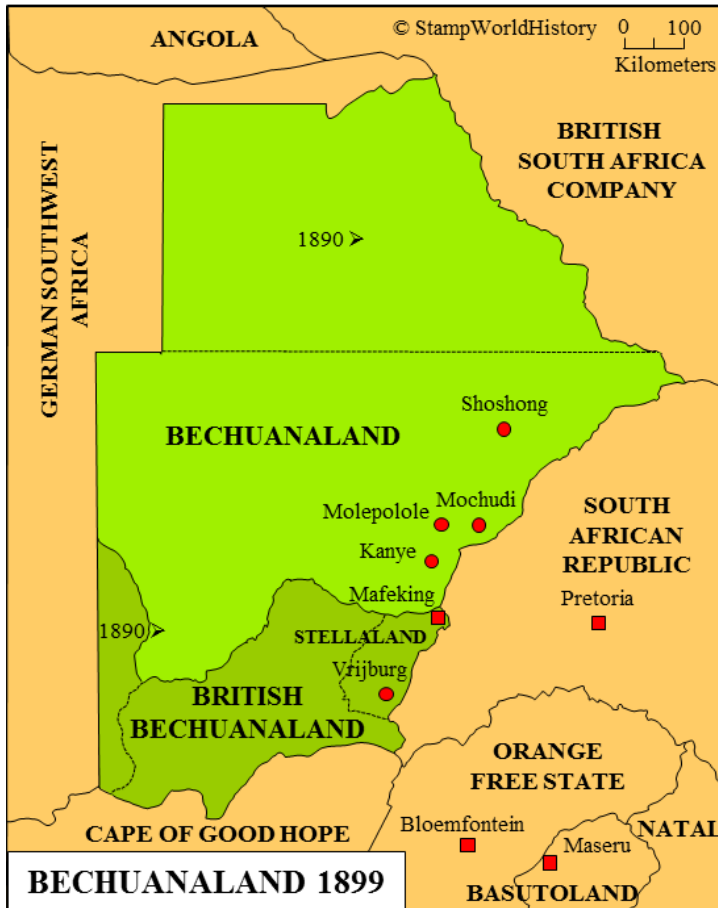 © StampWorldHistory
0 100
Kilometers
ANGOLA
BRITISH
SOUTH AFRICA
COMPANY
GERMAN SOUTHWEST
AFRICA
1890
BECHUANALAND
Shoshong
Molepolole
Mochudi
Kanye
Mafeking
SOUTH
AFRICAN
REPUBLIC
Pretoria
1890
STELLALAND
Vrijburg
BRITISH
BECHUANALAND
ORANGE
FREE STATE
CAPE OF GOOD HOPE
Bloemfontein
NATAL
Maseru
BASUTOLAND
BECHUANALAND 1899